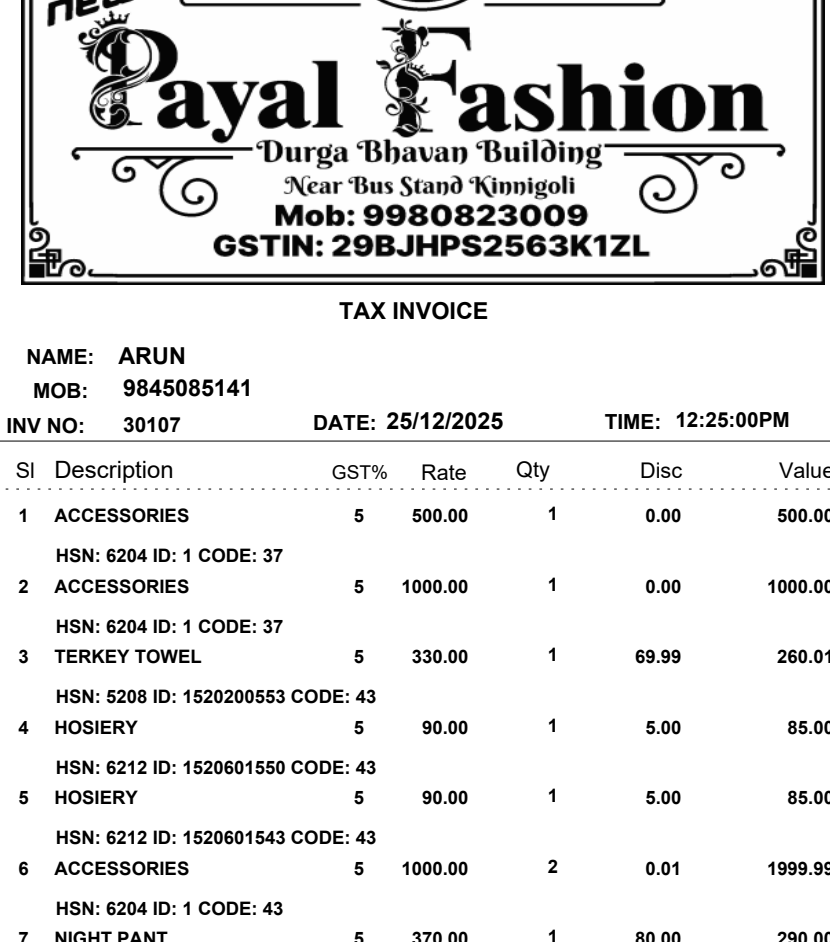 new
Payal Fashion
Durga Bhavan Building
Near Bus Stand Kinnigoli
Mob: 9980823009
GSTIN: 29BJHPS2563K1ZL
TAX INVOICE
NAME: ARUN
MOB: 9845085141
INV NO: 30107 DATE: 25/12/2025 TIME: 12:25:00PM
Sl Description GST% Rate Qty Disc Value
1 ACCESSORIES 5 500.00 1 0.00 500.00
HSN: 6204 ID: 1 CODE: 37
2 ACCESSORIES 5 1000.00 1 0.00 1000.00
HSN: 6204 ID: 1 CODE: 37
3 TERKEY TOWEL 5 330.00 1 69.99 260.01
HSN: 5208 ID: 1520200553 CODE: 43
4 HOSIERY 5 90.00 1 5.00 85.00
HSN: 6212 ID: 1520601550 CODE: 43
5 HOSIERY 5 90.00 1 5.00 85.00
HSN: 6212 ID: 1520601543 CODE: 43
6 ACCESSORIES 5 1000.00 2 0.01 1999.99
HSN: 6204 ID: 1 CODE: 43
7 NIGHT PANT 5 370.00 1 80.00 290.00